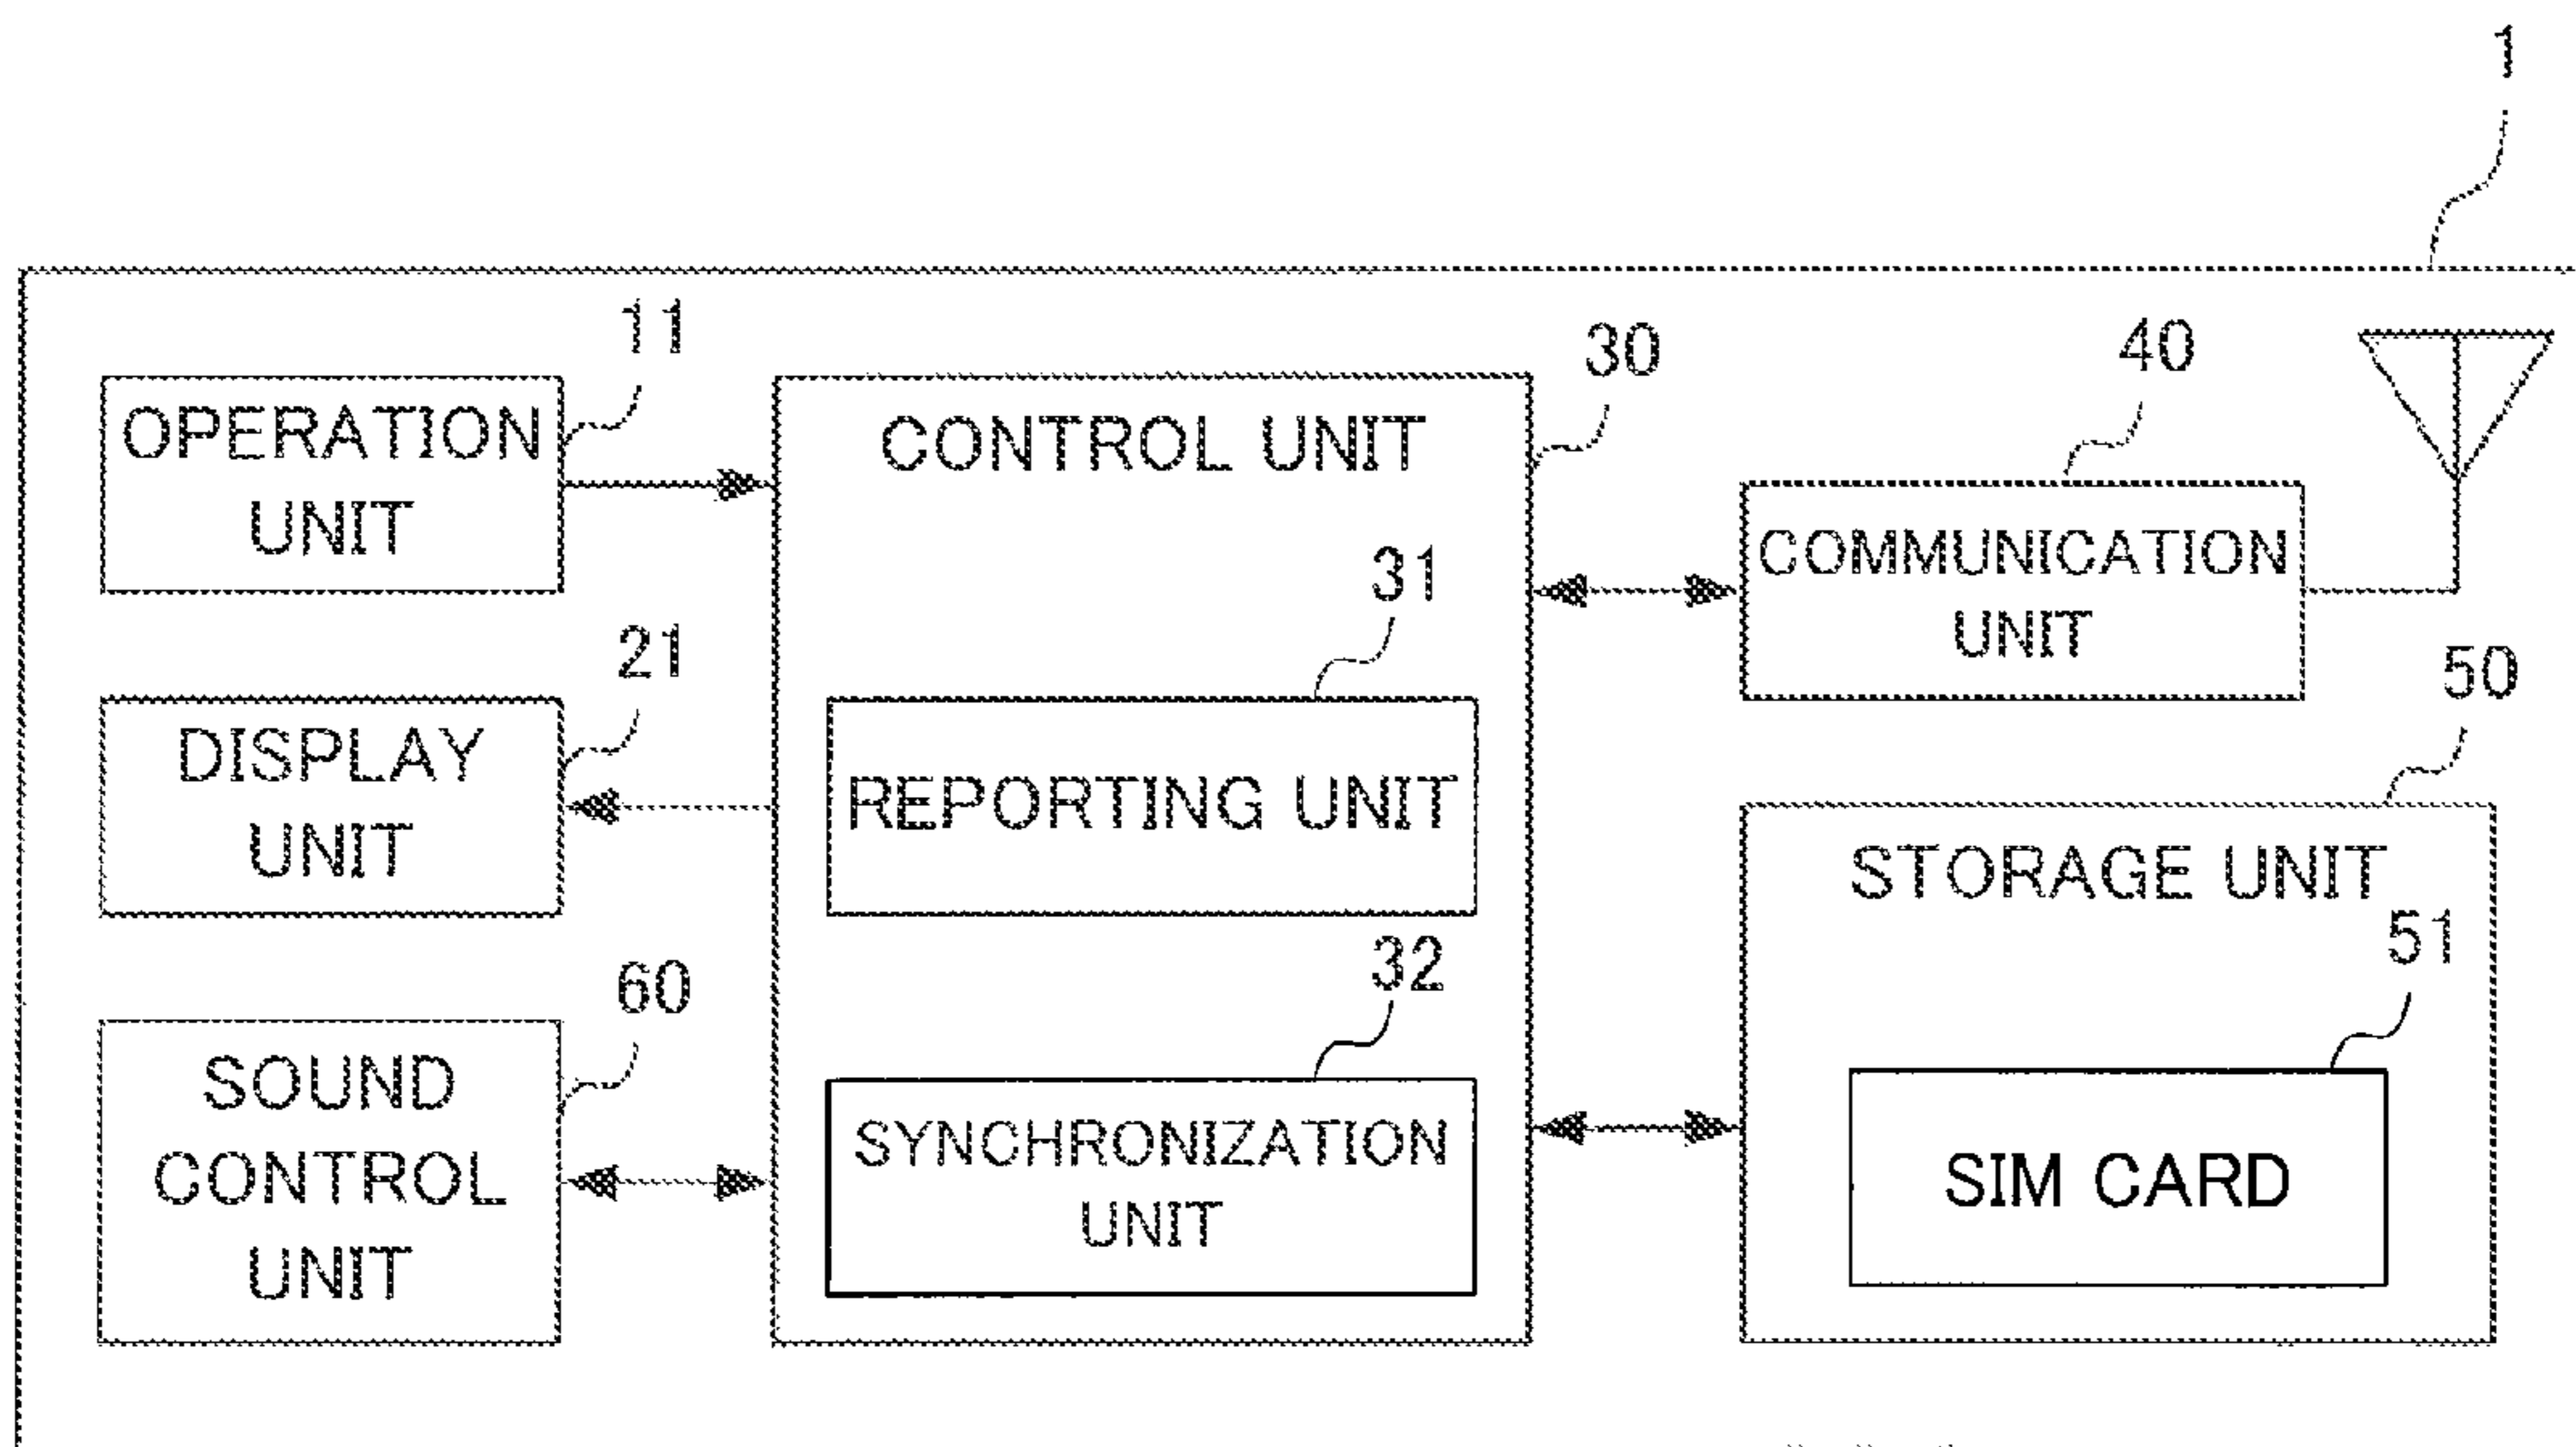 1
11
OPERATION
UNIT
21
DISPLAY
UNIT
60
SOUND
CONTROL
UNIT
30
CONTROL UNIT
31
REPORTING UNIT
32
SYNCHRONIZATION
UNIT
40
COMMUNICATION
UNIT
50
STORAGE UNIT
51
SIM CARD